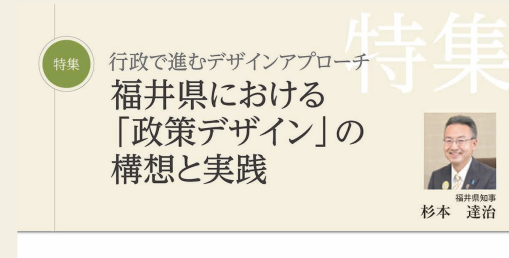 特集
特集
行政で進むデザインアプローチ
福井県における
「政策デザイン」の
構想と実践
福井県知事
杉本 達治